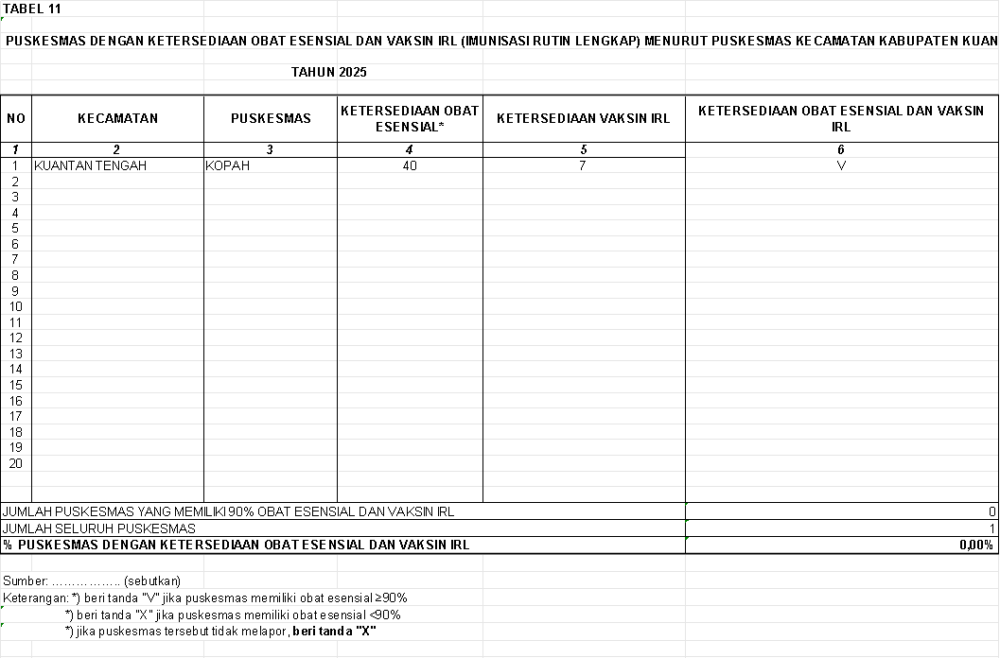 TABEL 11
PUSKESMAS DENGAN KETERSEDIAAN OBAT ESENSIAL DAN VAKSIN IRL (IMUNISASI RUTIN LENGKAP) MENURUT PUSKESMAS KECAMATAN KABUPATEN KUAN
TAHUN 2025
NO KECAMATAN PUSKESMAS KETERSEDIAAN OBAT ESENSIAL* KETERSEDIAAN VAKSIN IRL KETERSEDIAAN OBAT ESENSIAL DAN VAKSIN IRL
1 2 3 4 5 6
1 KUANTAN TENGAH KOPAH 40 7 V
2
3
4
5
6
7
8
9
10
11
12
13
14
15
16
17
18
19
20
JUMLAH PUSKESMAS YANG MEMILIKI 90% OBAT ESENSIAL DAN VAKSIN IRL 0
JUMLAH SELURUH PUSKESMAS 1
% PUSKESMAS DENGAN KETERSEDIAAN OBAT ESENSIAL DAN VAKSIN IRL 0,00%
Sumber: ................. (sebutkan)
Keterangan: *) beri tanda "V" jika puskesmas memiliki obat esensial ≥90%
*) beri tanda "X" jika puskesmas memiliki obat esensial <90%
*) jika puskesmas tersebut tidak melapor, beri tanda "X"